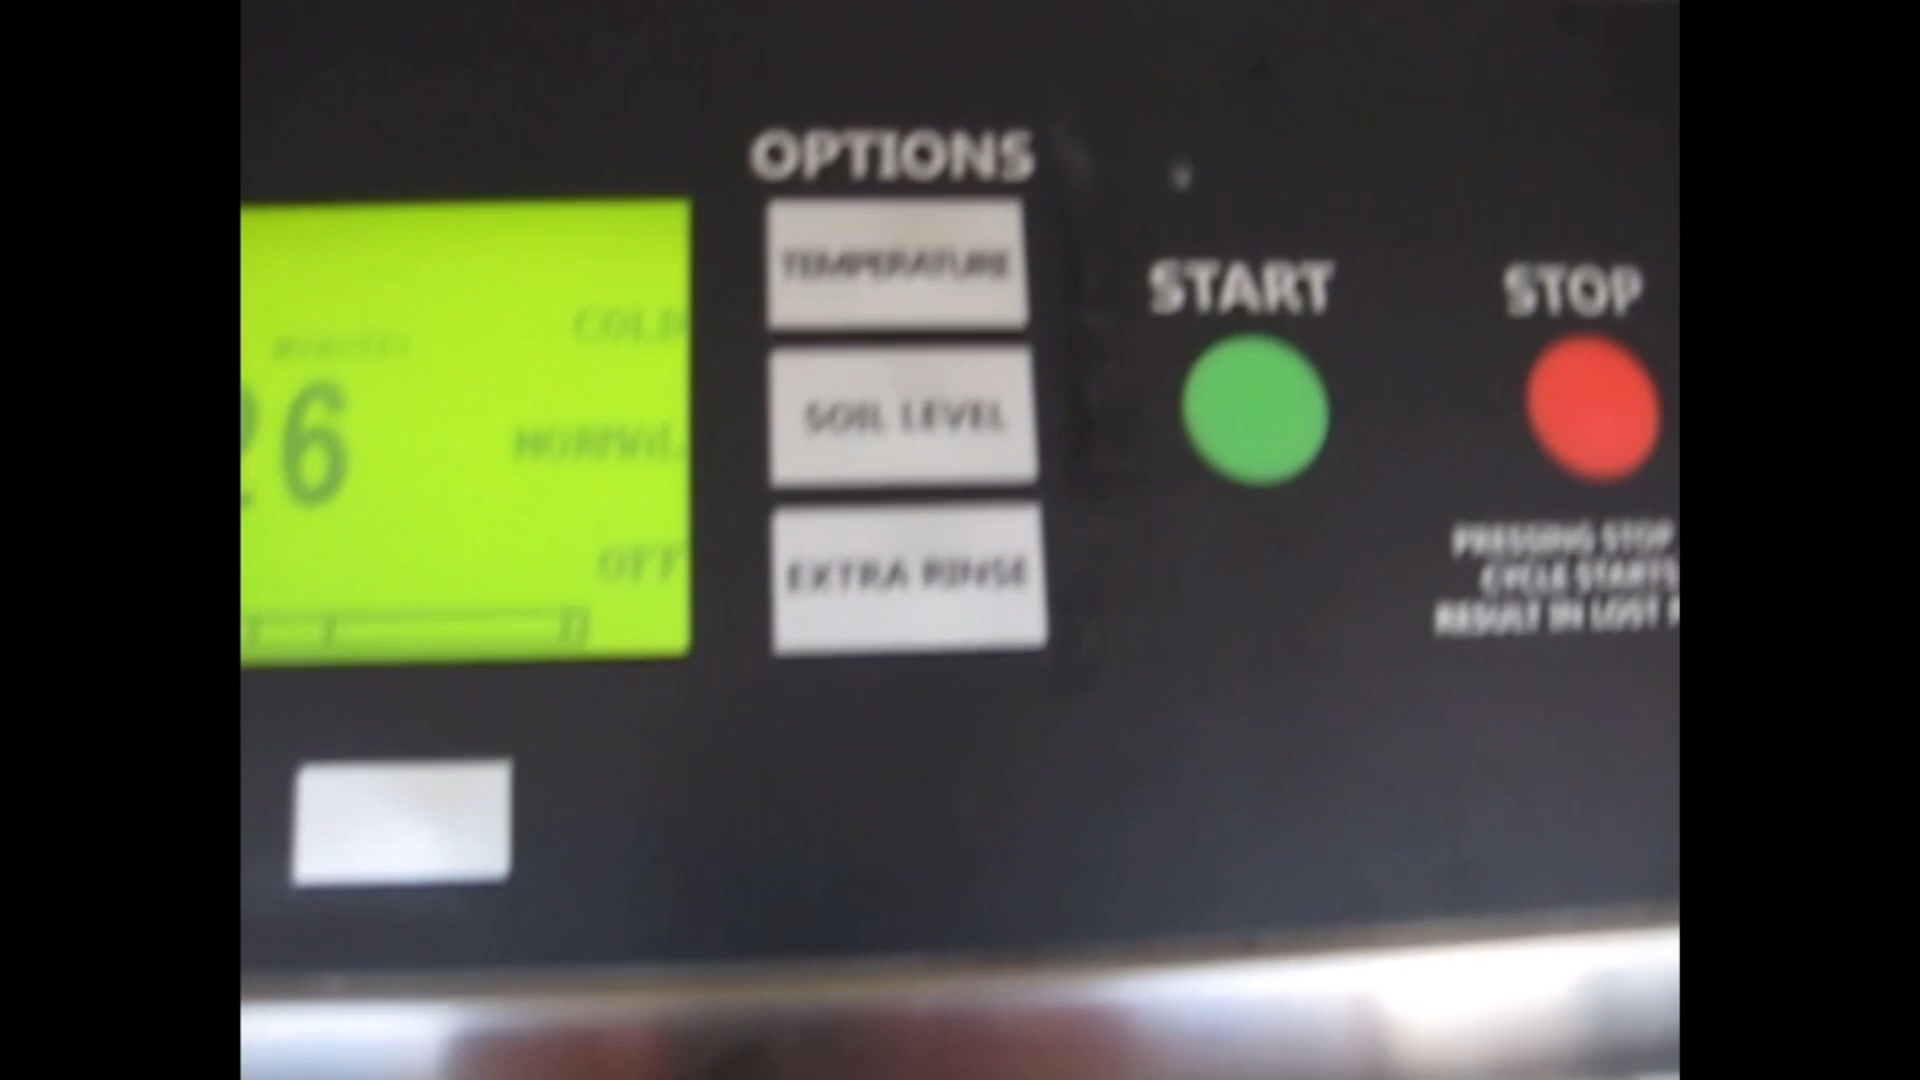 OPTIONS
TEMPERATURE
SOIL LEVEL
EXTRA RINSE
MINUTES
26
COLD
NORMAL
OFF
START
STOP
PRESSING STOP
CYCLE STARTS
RESULT IN LOST